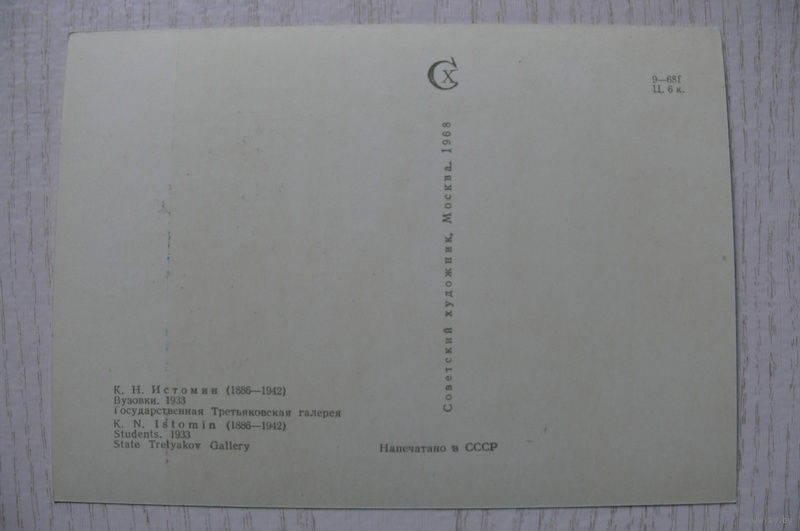 Сх
9—681
Ц. 6 к.
Советский художник, Москва, 1968
К. Н. Истомин (1886—1942)
Вузовки. 1933
Государственная Третьяковская галерея
K. N. Istomin (1886—1942)
Students. 1933
State Tretyakov Gallery
Напечатано в СССР